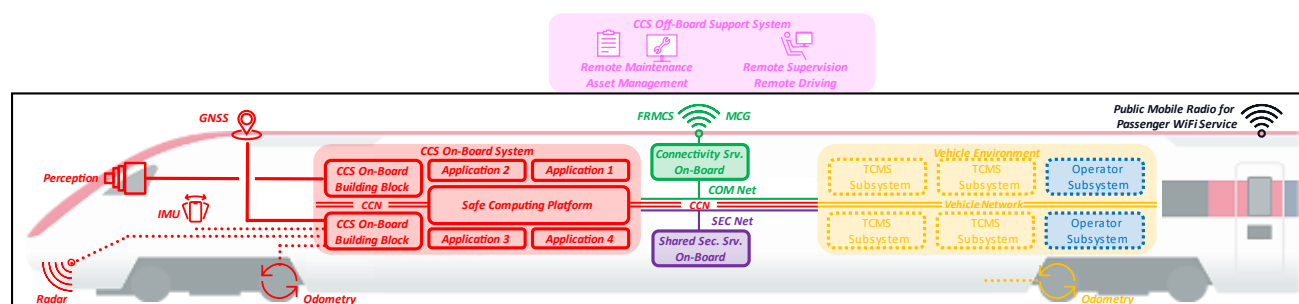 CCS Off-Board Support System
Remote Maintenance
Asset Management
Remote Supervision
Remote Driving
GNSS
FRMCS
MCG
Public Mobile Radio for
Passenger WiFi Service
CCS On-Board System
Connectivity Srv.
On-Board
Vehicle Environment
Perception
CCS On-Board
Building Block
Application 2
Application 1
TCMS
Subsystem
TCMS
Subsystem
Operator
Subsystem
COM Net
IMU
CCN
Safe Computing Platform
CCN
Vehicle Network
SEC Net
CCS On-Board
Building Block
Application 3
Application 4
Shared Sec. Srv.
On-Board
TCMS
Subsystem
TCMS
Subsystem
Operator
Subsystem
Radar
Odometry
Odometry